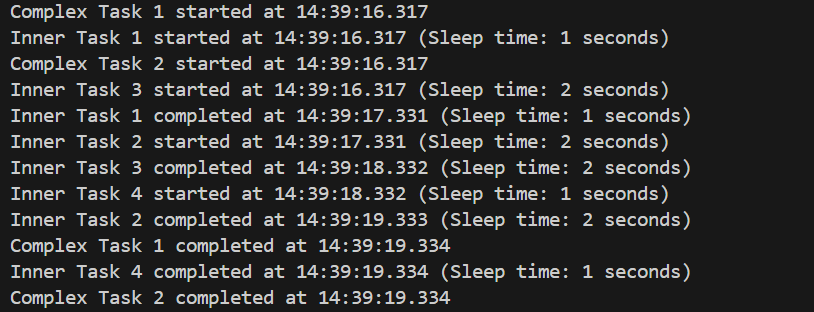 Complex Task 1 started at 14:39:16.317
Inner Task 1 started at 14:39:16.317 (Sleep time: 1 seconds)
Complex Task 2 started at 14:39:16.317
Inner Task 3 started at 14:39:16.317 (Sleep time: 2 seconds)
Inner Task 1 completed at 14:39:17.331 (Sleep time: 1 seconds)
Inner Task 2 started at 14:39:17.331 (Sleep time: 2 seconds)
Inner Task 3 completed at 14:39:18.332 (Sleep time: 2 seconds)
Inner Task 4 started at 14:39:18.332 (Sleep time: 1 seconds)
Inner Task 2 completed at 14:39:19.333 (Sleep time: 2 seconds)
Complex Task 1 completed at 14:39:19.334
Inner Task 4 completed at 14:39:19.334 (Sleep time: 1 seconds)
Complex Task 2 completed at 14:39:19.334